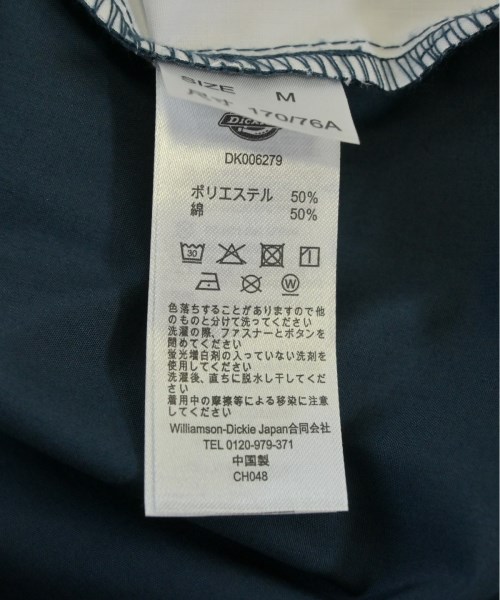 SIZE M
尺寸 170/76A
DICKIES
DK006279
ポリエステル 50%
綿 50%
30
W
色落ちすることがありますので他
のものと分けて洗ってください
洗濯の際、ファスナーとボタンを
閉めてください
蛍光増白剤の入っていない洗剤を
使用してください
洗濯後、直ちに脱水し干してくだ
さい
着用中の摩擦等による移染に注意
してください
Williamson-Dickie Japan合同会社
TEL 0120-979-371
中国製
CH048